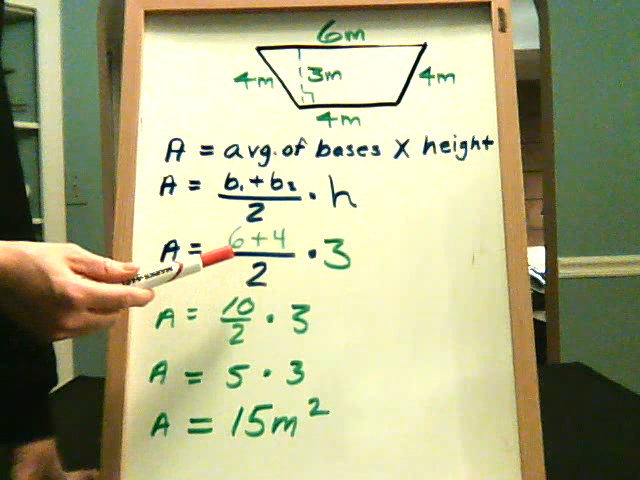 6m
4m 3m 4m
4m
A = avg. of bases X height
A = b₁+b₂/2 · h
A = 6+4/2 · 3
A = 10/2 · 3
A = 5 · 3
A = 15m²